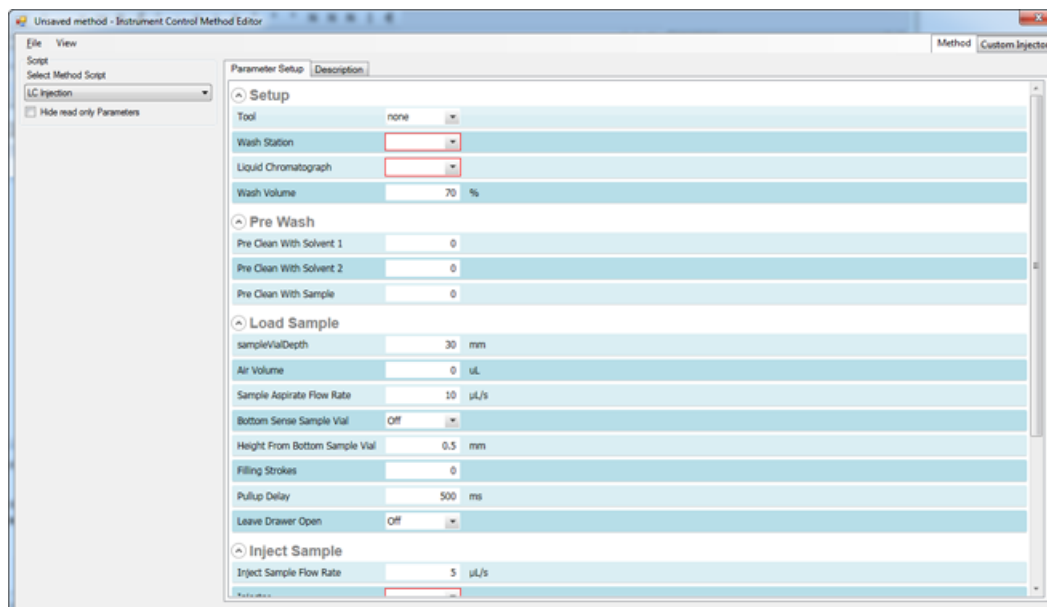 Unsaved method - Instrument Control Method Editor
File View
Method Custom Injector
Script
Select Method Script
LC Injection
Hide read only Parameters
Parameter Setup Description
Setup
Tool none
Wash Station
Liquid Chromatograph
Wash Volume 70 %
Pre Wash
Pre Clean With Solvent 1 0
Pre Clean With Solvent 2 0
Pre Clean With Sample 0
Load Sample
sampleVialDepth 30 mm
Air Volume 0 uL
Sample Aspirate Flow Rate 10 µL/s
Bottom Sense Sample Vial Off
Height From Bottom Sample Vial 0.5 mm
Filling Strokes 0
Pullup Delay 500 ms
Leave Drawer Open Off
Inject Sample
Inject Sample Flow Rate 5 µL/s